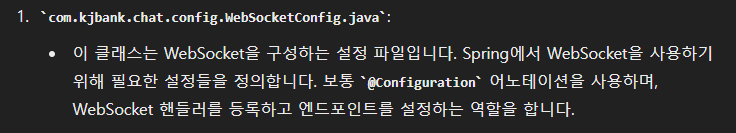 1. `com.kjbank.chat.config.WebSocketConfig.java`:
• 이 클래스는 WebSocket을 구성하는 설정 파일입니다. Spring에서 WebSocket을 사용하기
위해 필요한 설정들을 정의합니다. 보통 `@Configuration` 어노테이션을 사용하며,
WebSocket 핸들러를 등록하고 엔드포인트를 설정하는 역할을 합니다.